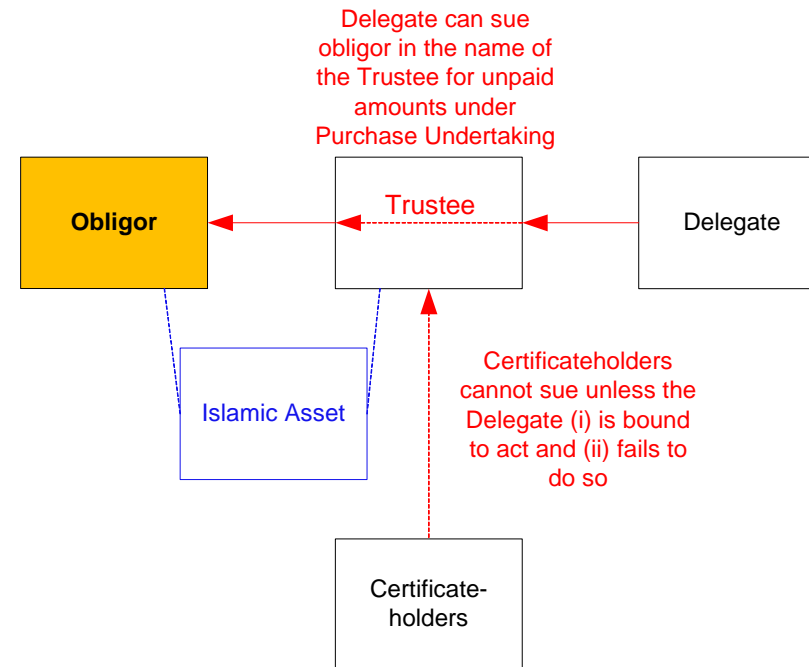 Delegate can sue
obligor in the name of
the Trustee for unpaid
amounts under
Purchase Undertaking
Obligor
Trustee
Delegate
Islamic Asset
Certificateholders
cannot sue unless the
Delegate (i) is bound
to act and (ii) fails to
do so
Certificate-
holders